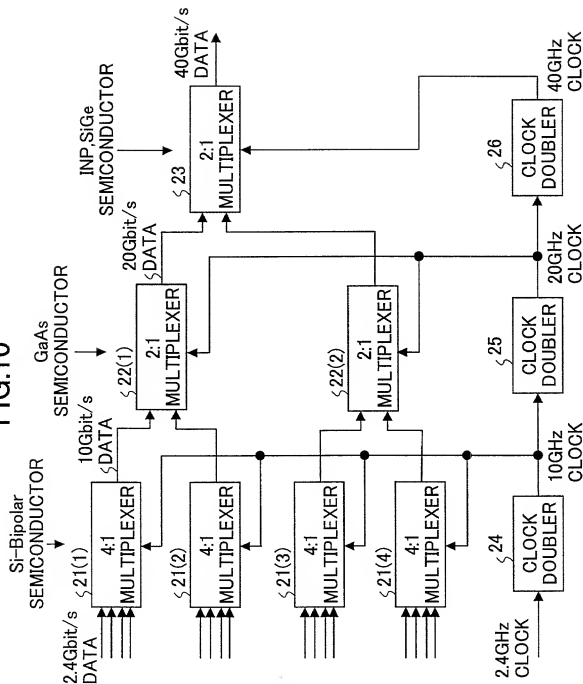 FIG.10
Si-Bipolar
SEMICONDUCTOR
GaAs
SEMICONDUCTOR
INP,SiGe
SEMICONDUCTOR
2.4Gbit/s
DATA
21(1)
4:1
MULTIPLEXER
10Gbit/s
DATA
22(1)
2:1
MULTIPLEXER
20Gbit/s
DATA
23
2:1
MULTIPLEXER
40Gbit/s
DATA
21(2)
4:1
MULTIPLEXER
21(3)
4:1
MULTIPLEXER
22(2)
2:1
MULTIPLEXER
21(4)
4:1
MULTIPLEXER
2.4GHz
CLOCK
24
CLOCK
DOUBLER
10GHz
CLOCK
25
CLOCK
DOUBLER
20GHz
CLOCK
26
CLOCK
DOUBLER
40GHz
CLOCK